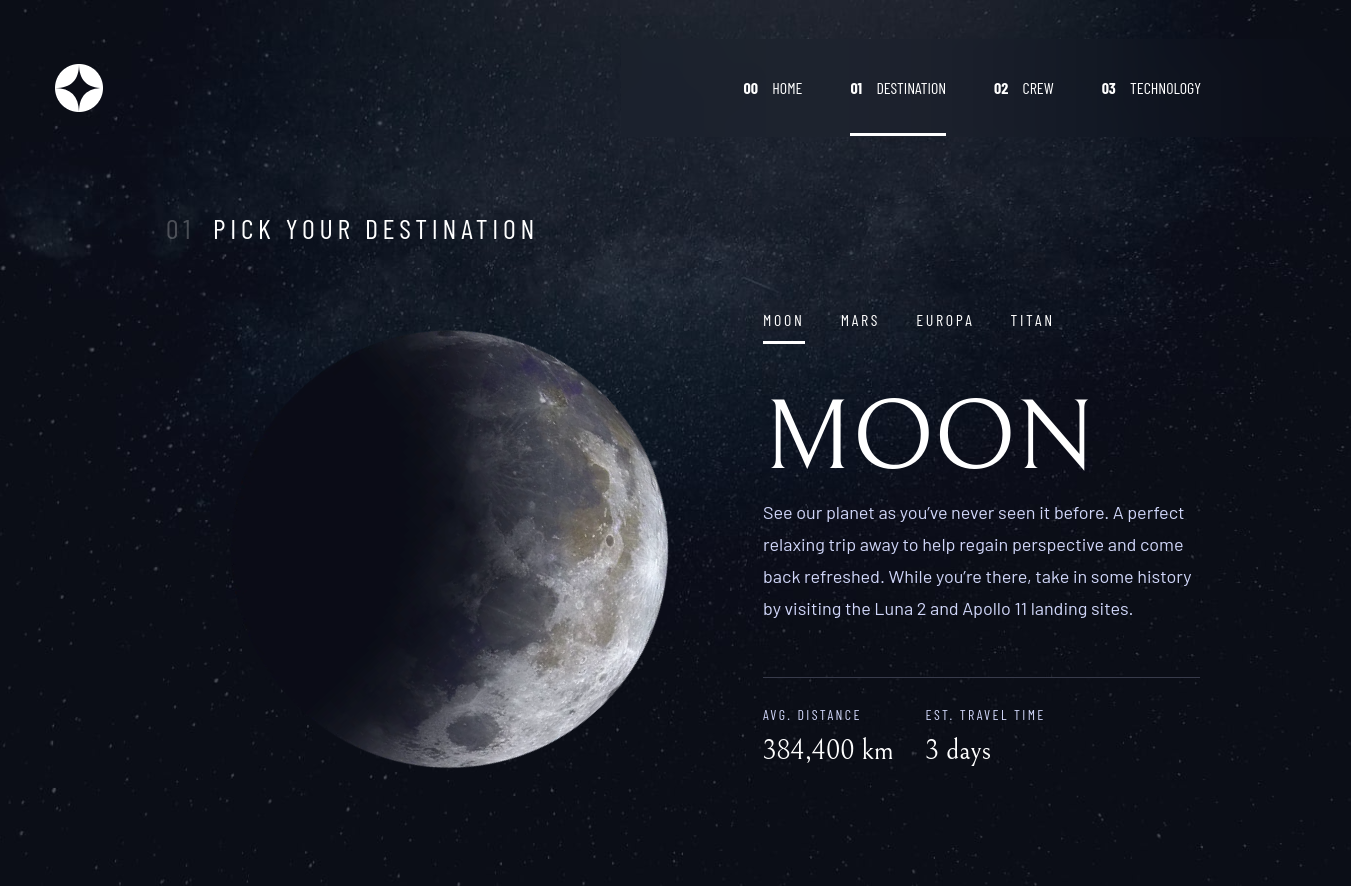 00 HOME 01 DESTINATION 02 CREW 03 TECHNOLOGY
01 PICK YOUR DESTINATION
MOON MARS EUROPA TITAN
MOON
See our planet as you’ve never seen it before. A perfect
relaxing trip away to help regain perspective and come
back refreshed. While you’re there, take in some history
by visiting the Luna 2 and Apollo 11 landing sites.
AVG. DISTANCE EST. TRAVEL TIME
384,400 km 3 days